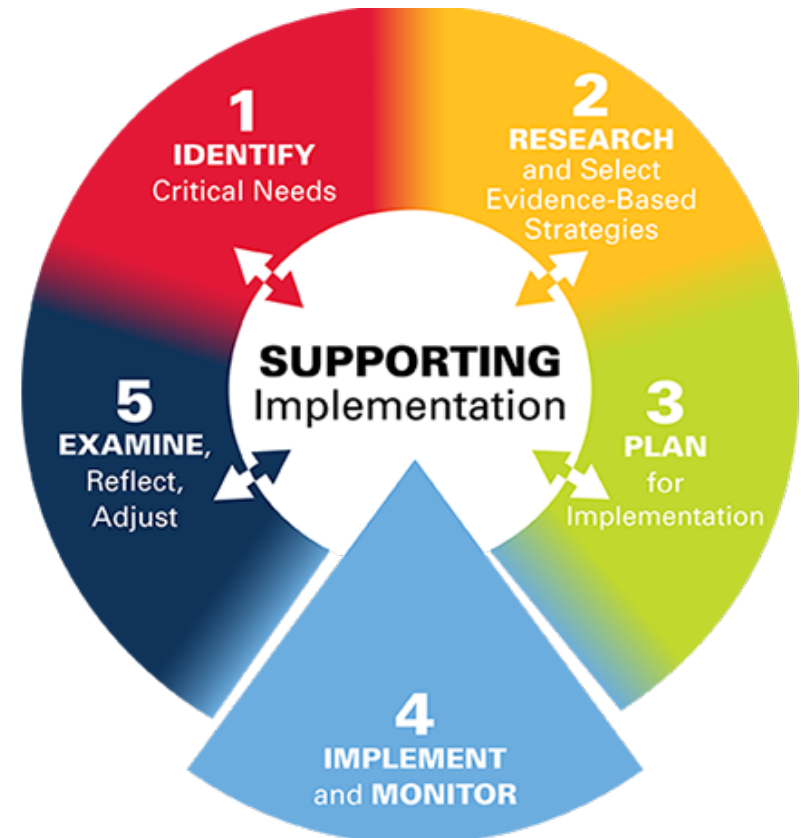 1
IDENTIFY
Critical Needs
2
RESEARCH
and Select
Evidence-Based
Strategies
3
PLAN
for
Implementation
4
IMPLEMENT
and MONITOR
5
EXAMINE,
Reflect,
Adjust
SUPPORTING
Implementation